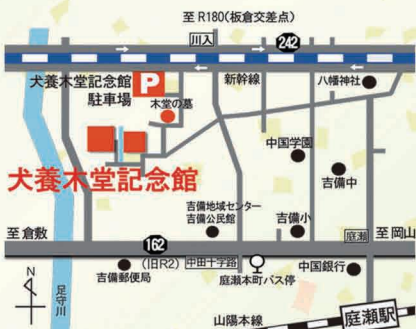 至 R180(板倉交差点)
川入
242
犬養木堂記念館
駐車場
P
新幹線
八幡神社
木堂の墓
中国学園
犬養木堂記念館
吉備中
吉備地域センター
吉備公民館
吉備小
至 倉敷
庭瀬
至 岡山
162
(旧R2)
中田十字路
吉備郵便局
庭瀬本町バス停
中国銀行
N
足守川
山陽本線
庭瀬駅